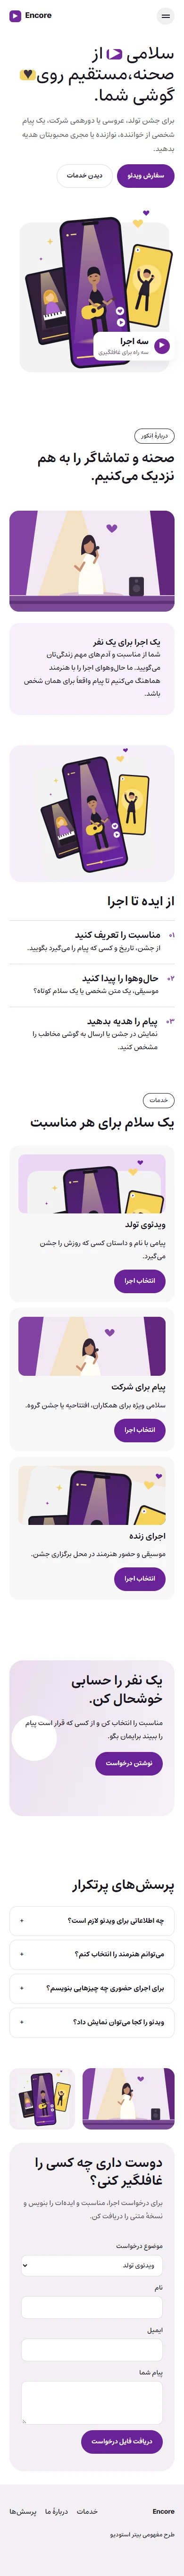 Encore
سلامی از
صحنه،مستقیم روی
گوشی شما.
برای جشن تولد، عروسی یا دورهمی شرکت، یک پیام
شخصی از خواننده، نوازنده یا مجری محبوبتان هدیه
بدهید.
سفارش ویدئو
دیدن خدمات
سه اجرا
سه راه برای غافلگیری
دربارهٔ انکور
صحنه و تماشاگر را به هم
نزدیک می‌کنیم.
یک اجرا برای یک نفر
شما از مناسبت و آدم‌های مهم زندگی‌تان
می‌گویید. ما حال‌وهوای اجرا را با هنرمند
هماهنگ می‌کنیم تا پیام واقعاً برای همان شخص
باشد.
از ایده تا اجرا
۰۱
مناسبت را تعریف کنید
از جشن، تاریخ و کسی که پیام را می‌گیرد بگویید.
۰۲
حال‌وهوا را پیدا کنید
موسیقی، یک متن شخصی یا یک سلام کوتاه؟
۰۳
پیام را هدیه بدهید
نمایش در جشن یا ارسال به گوشی مخاطب را
مشخص کنید.
خدمات
یک سلام برای هر مناسبت
ویدئوی تولد
پیامی با نام و داستان کسی که روزش را جشن
می‌گیرد.
انتخاب اجرا
پیام برای شرکت
سلامی ویژه برای همکاران، افتتاحیه یا جشن گروه.
انتخاب اجرا
اجرای زنده
موسیقی و حضور هنرمند در محل برگزاری جشن.
انتخاب اجرا
یک نفر را حسابی
خوشحال کن.
مناسبت را انتخاب کن و از کسی که قرار است پیام
را ببیند برایمان بگو.
نوشتن درخواست
پرسش‌های پرتکرار
چه اطلاعاتی برای ویدئو لازم است؟
+
می‌توانم هنرمند را انتخاب کنم؟
+
برای اجرای حضوری چه چیزهایی بنویسم؟
+
ویدئو را کجا می‌توان نمایش داد؟
+
دوست داری چه کسی را
غافلگیر کنی؟
برای درخواست اجرا، مناسبت و ایده‌ات را بنویس و
نسخهٔ متنی را دریافت کن.
موضوع درخواست
ویدئوی تولد
نام
ایمیل
پیام شما
دریافت فایل درخواست
Encore
خدمات
دربارهٔ ما
پرسش‌ها
طرح مفهومی بیتر استودیو